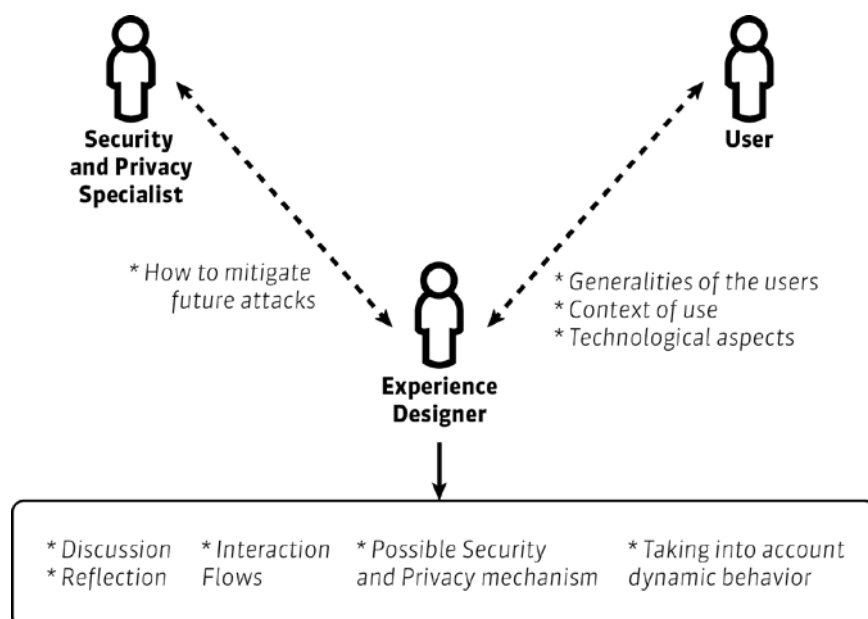 Security
and Privacy
Specialist
User
* How to mitigate
future attacks
* Generalities of the users
* Context of use
* Technological aspects
Experience
Designer
* Discussion
* Reflection
* Interaction
Flows
* Possible Security
and Privacy mechanism
* Taking into account
dynamic behavior